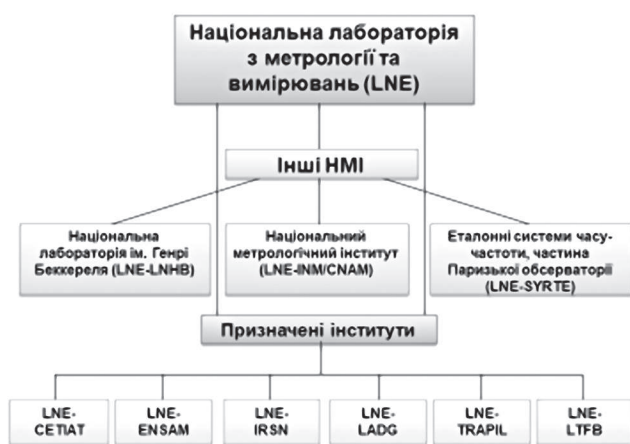 Національна лабораторія
з метрології та
вимірювань (LNE)
Інші НМІ
Національна
лабораторія ім. Генрі
Беккереля (LNE-LNHB)
Національний
метрологічний інститут
(LNE-INM/CNAM)
Еталонні системи часу-
частоти, частина
Паризької обсерваторії
(LNE-SYRTE)
Призначені інститути
LNE-
CETIAT
LNE-
ENSAM
LNE-
IRSN
LNE-
LADG
LNE-
TRAPIL
LNE-
LTFB